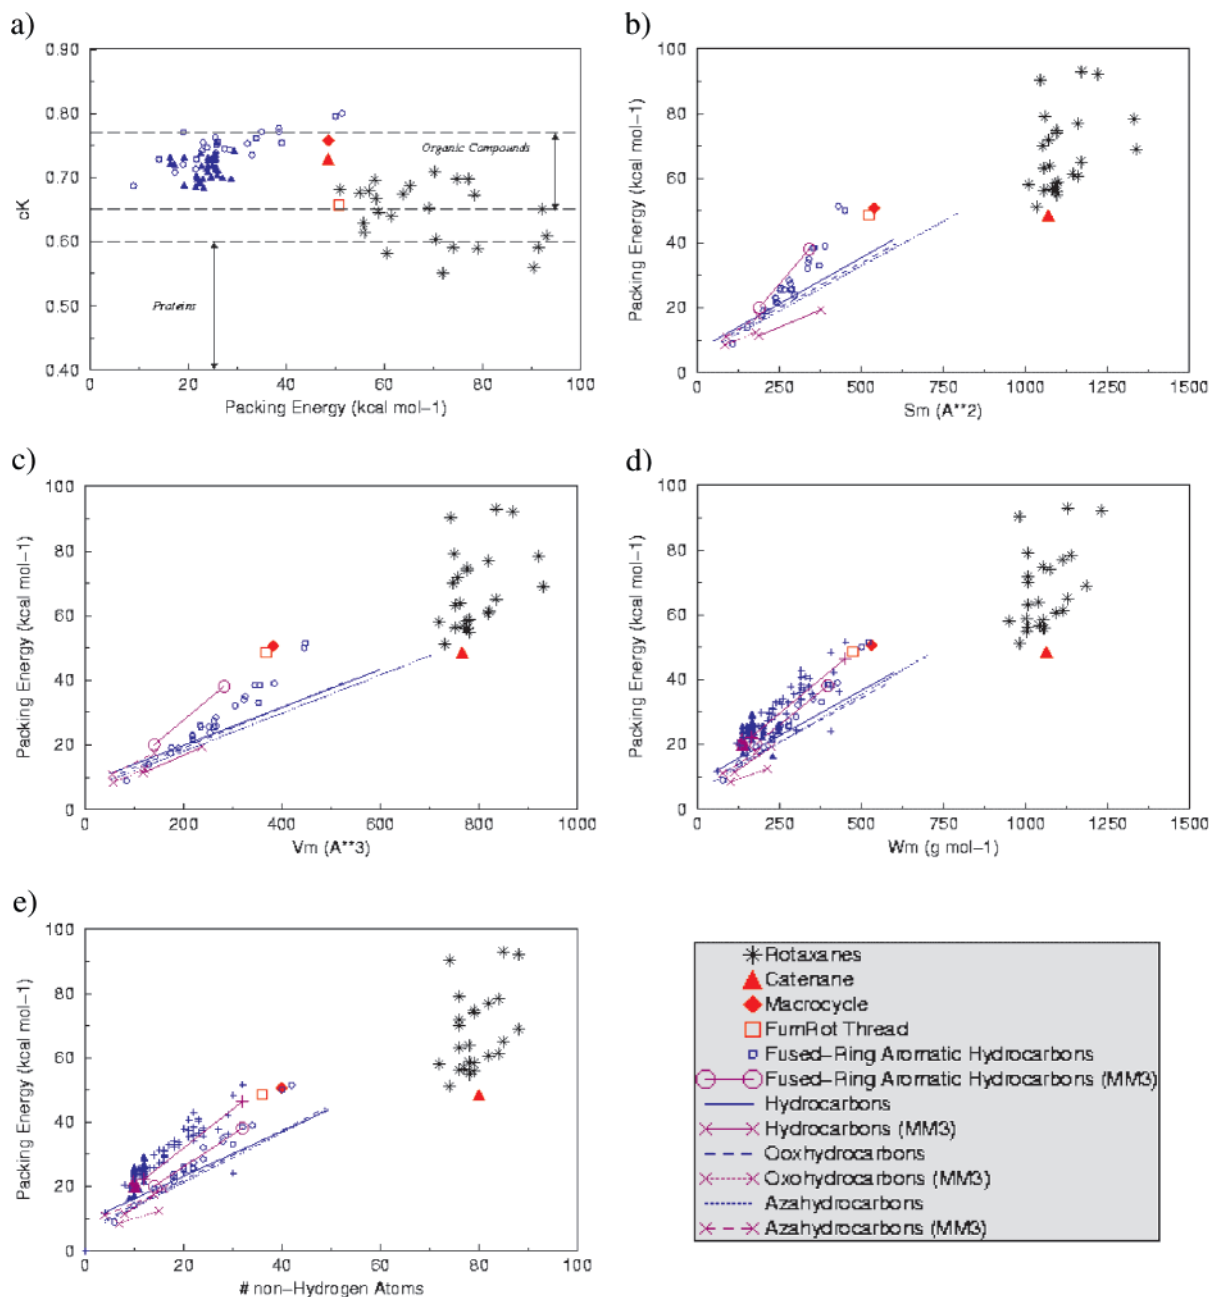 a)
0.90
0.80
0.70
0.60
0.50
0.40
cK
Organic Compounds
Proteins
0 20 40 60 80 100
Packing Energy (kcal mol–1)
b)
100
80
60
40
20
0
Packing Energy (kcal mol–1)
0 250 500 750 1000 1250 1500
Sm (A**2)
c)
100
80
60
40
20
0
Packing Energy (kcal mol–1)
0 200 400 600 800 1000
Vm (A**3)
d)
100
80
60
40
20
0
Packing Energy (kcal mol–1)
0 250 500 750 1000 1250 1500
Wm (g mol–1)
e)
100
80
60
40
20
0
Packing Energy (kcal mol–1)
0 20 40 60 80 100
# non–Hydrogen Atoms
Rotaxanes
Catenane
Macrocycle
FumRot Thread
Fused–Ring Aromatic Hydrocarbons
Fused–Ring Aromatic Hydrocarbons (MM3)
Hydrocarbons
Hydrocarbons (MM3)
Ooxhydrocarbons
Oxohydrocarbons (MM3)
Azahydrocarbons
Azahydrocarbons (MM3)